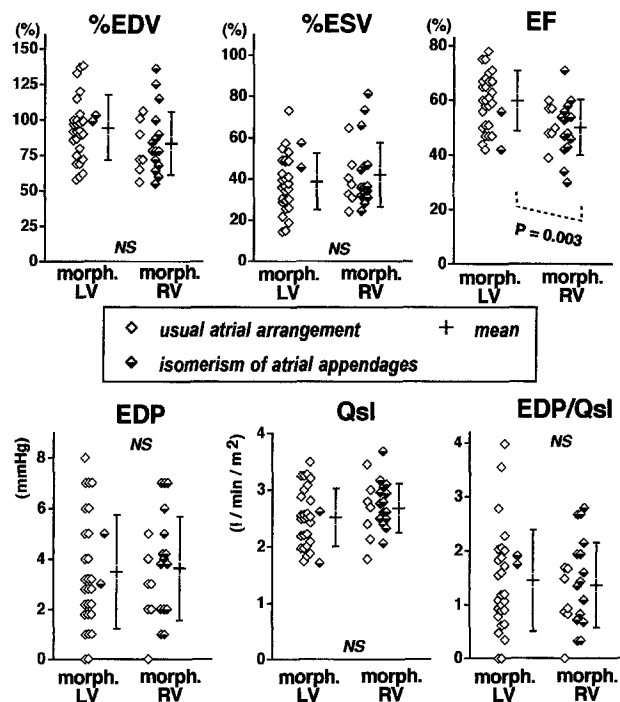 %EDV
(%)
150
125
100
75
50
25
0
NS
morph. morph.
LV RV
%ESV
(%)
100
80
60
40
20
0
NS
morph. morph.
LV RV
EF
(%)
80
60
40
20
0
P = 0.003
morph. morph.
LV RV
usual atrial arrangement
mean
isomerism of atrial appendages
EDP
(mmHg)
8
6
4
2
0
NS
morph. morph.
LV RV
QsI
(ℓ / min / m²)
4
3
2
1
0
NS
morph. morph.
LV RV
EDP/QsI
4
3
2
1
0
NS
morph. morph.
LV RV